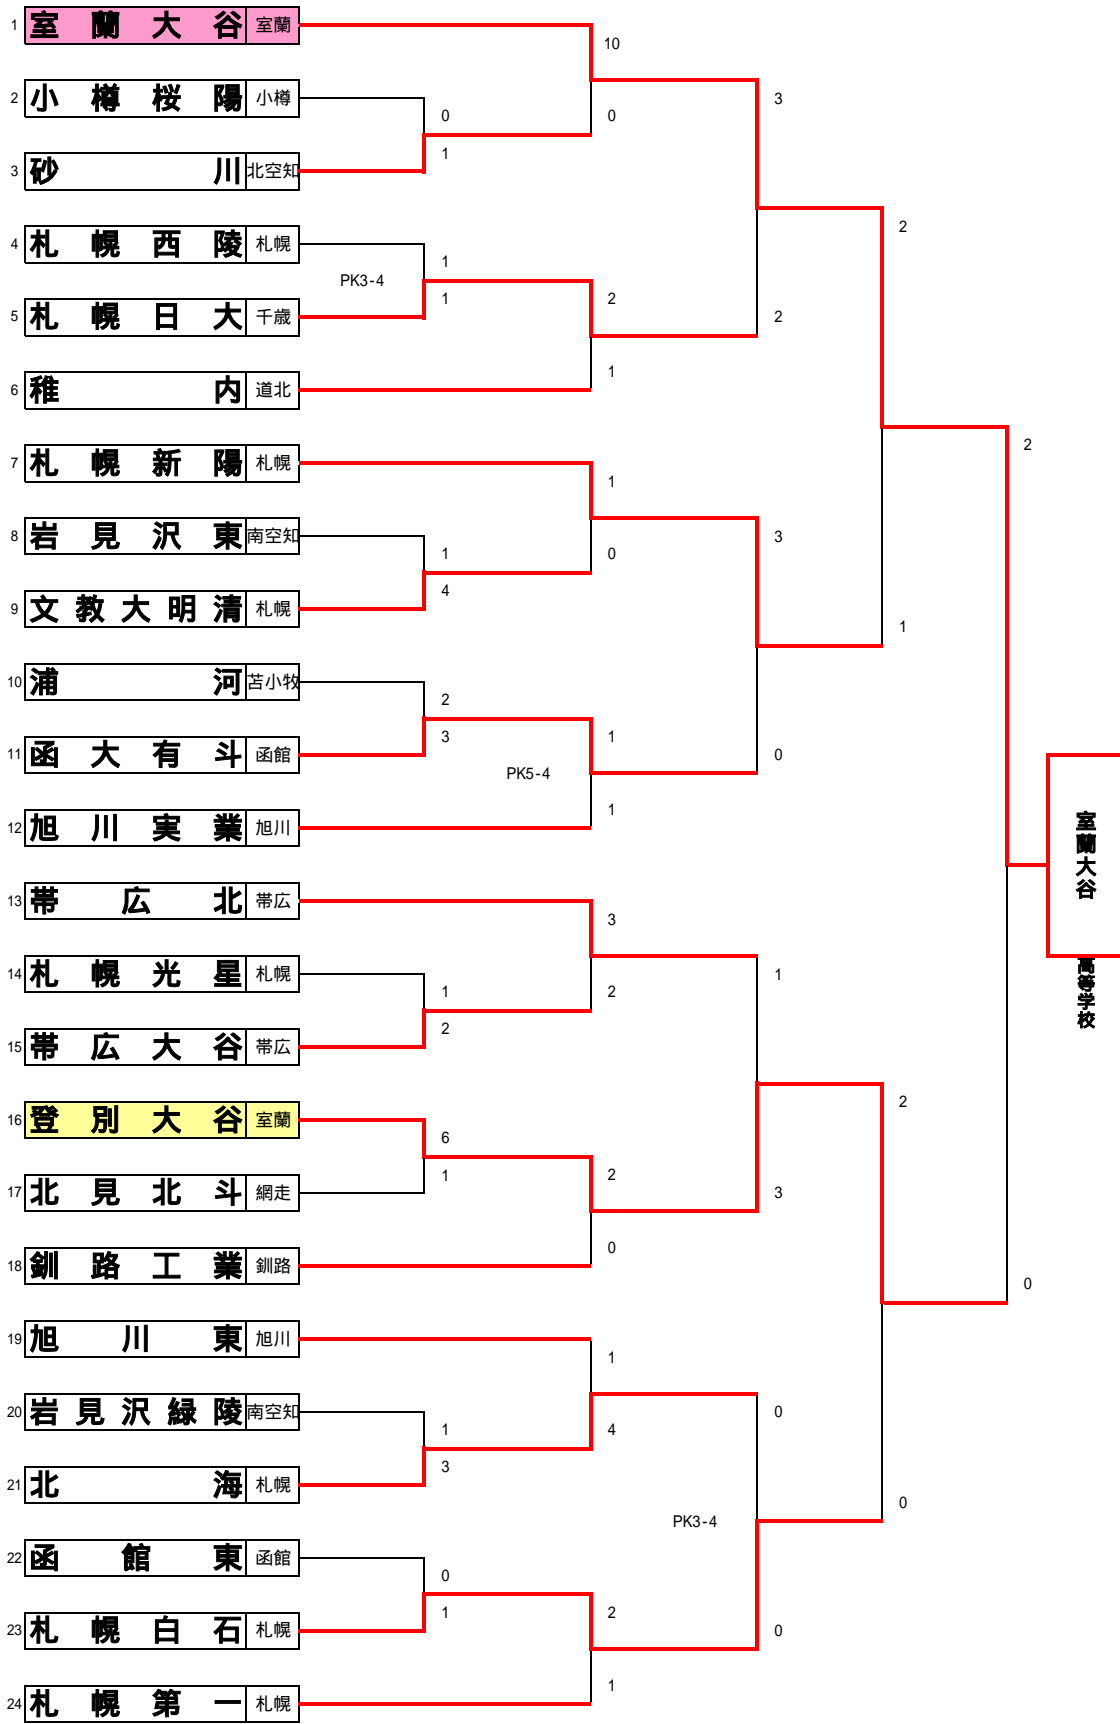 1 室蘭大谷 室蘭
10
2 小樽桜陽 小樽
3
0
0
1
3 砂川 北空知
2
4 札幌西陵 札幌
1
PK3-4
1
2
2
5 札幌日大 千歳
1
6 稚内 道北
2
7 札幌新陽 札幌
1
8 岩見沢東 南空知
3
1
0
4
9 文教大明清 札幌
1
10 浦河 苫小牧
2
3
1
11 函大有斗 函館
0
PK5-4
1
12 旭川実業 旭川
室蘭大谷
高等学校
13 帯広北 帯広
3
14 札幌光星 札幌
1
1
2
2
15 帯広大谷 帯広
2
16 登別大谷 室蘭
6
1
2
17 北見北斗 網走
3
0
18 釧路工業 釧路
0
19 旭川東 旭川
1
20 岩見沢緑陵 南空知
0
1
4
3
21 北海 札幌
0
PK3-4
22 函館東 函館
0
1
2
23 札幌白石 札幌
0
1
24 札幌第一 札幌